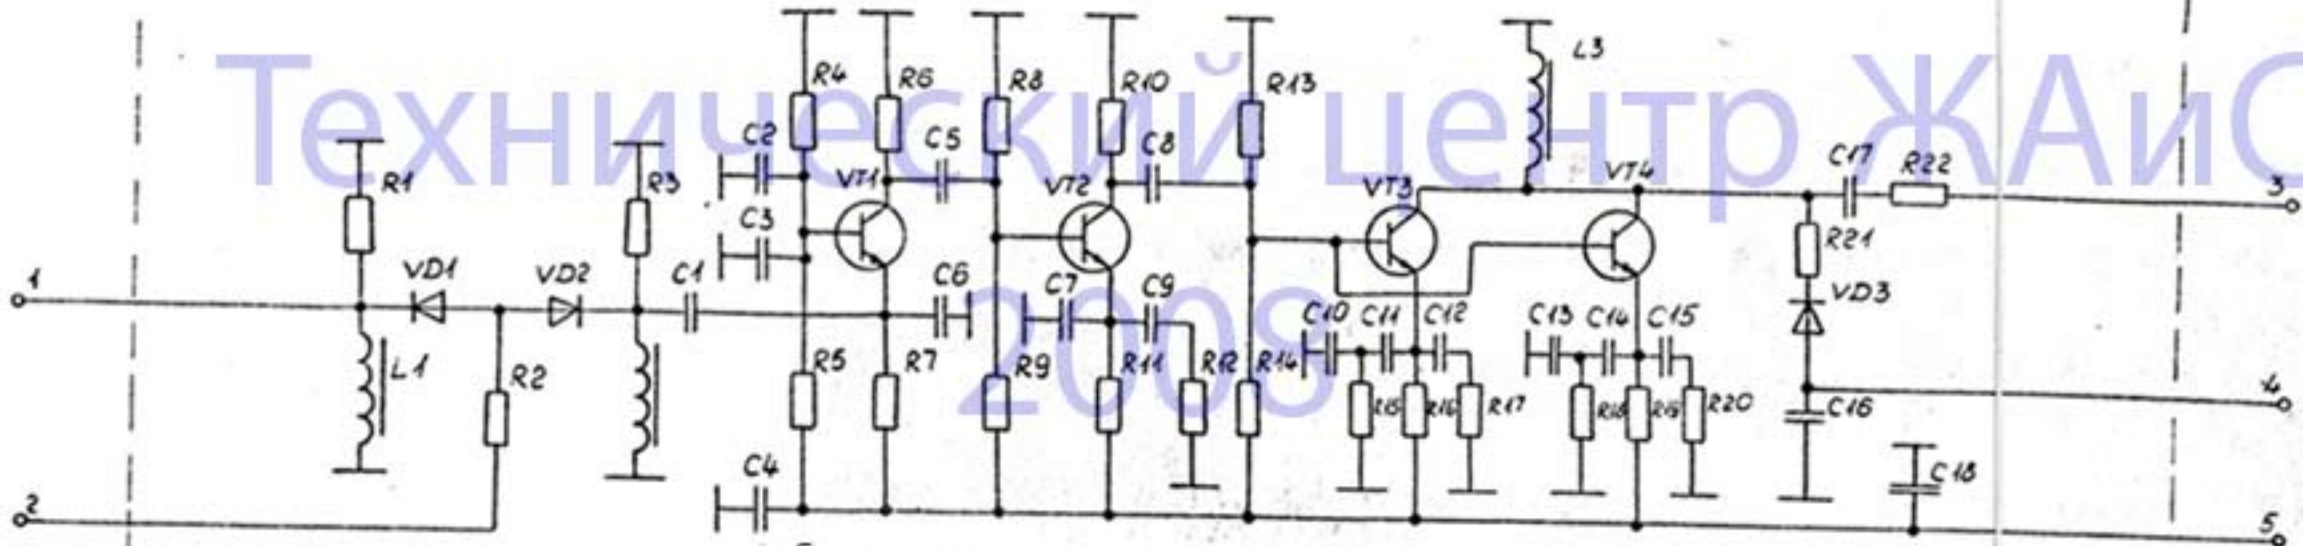 Технический центр ЖАиС
2008
R4 R6 R8 R10 R13 L3
C2 C5 C8 C17 R22
R1 R3 VT1 VT2 VT3 VT4 3
C3 R21
1 VD1 VD2 C1 C6 C7 C9 VD3
C10 C11 C12 C13 C14 C15
L1 R2 R5 R7 R9 R11 R12 R14 4
R15 R16 R17 R18 R19 R20 C16
C4 C18
2 5